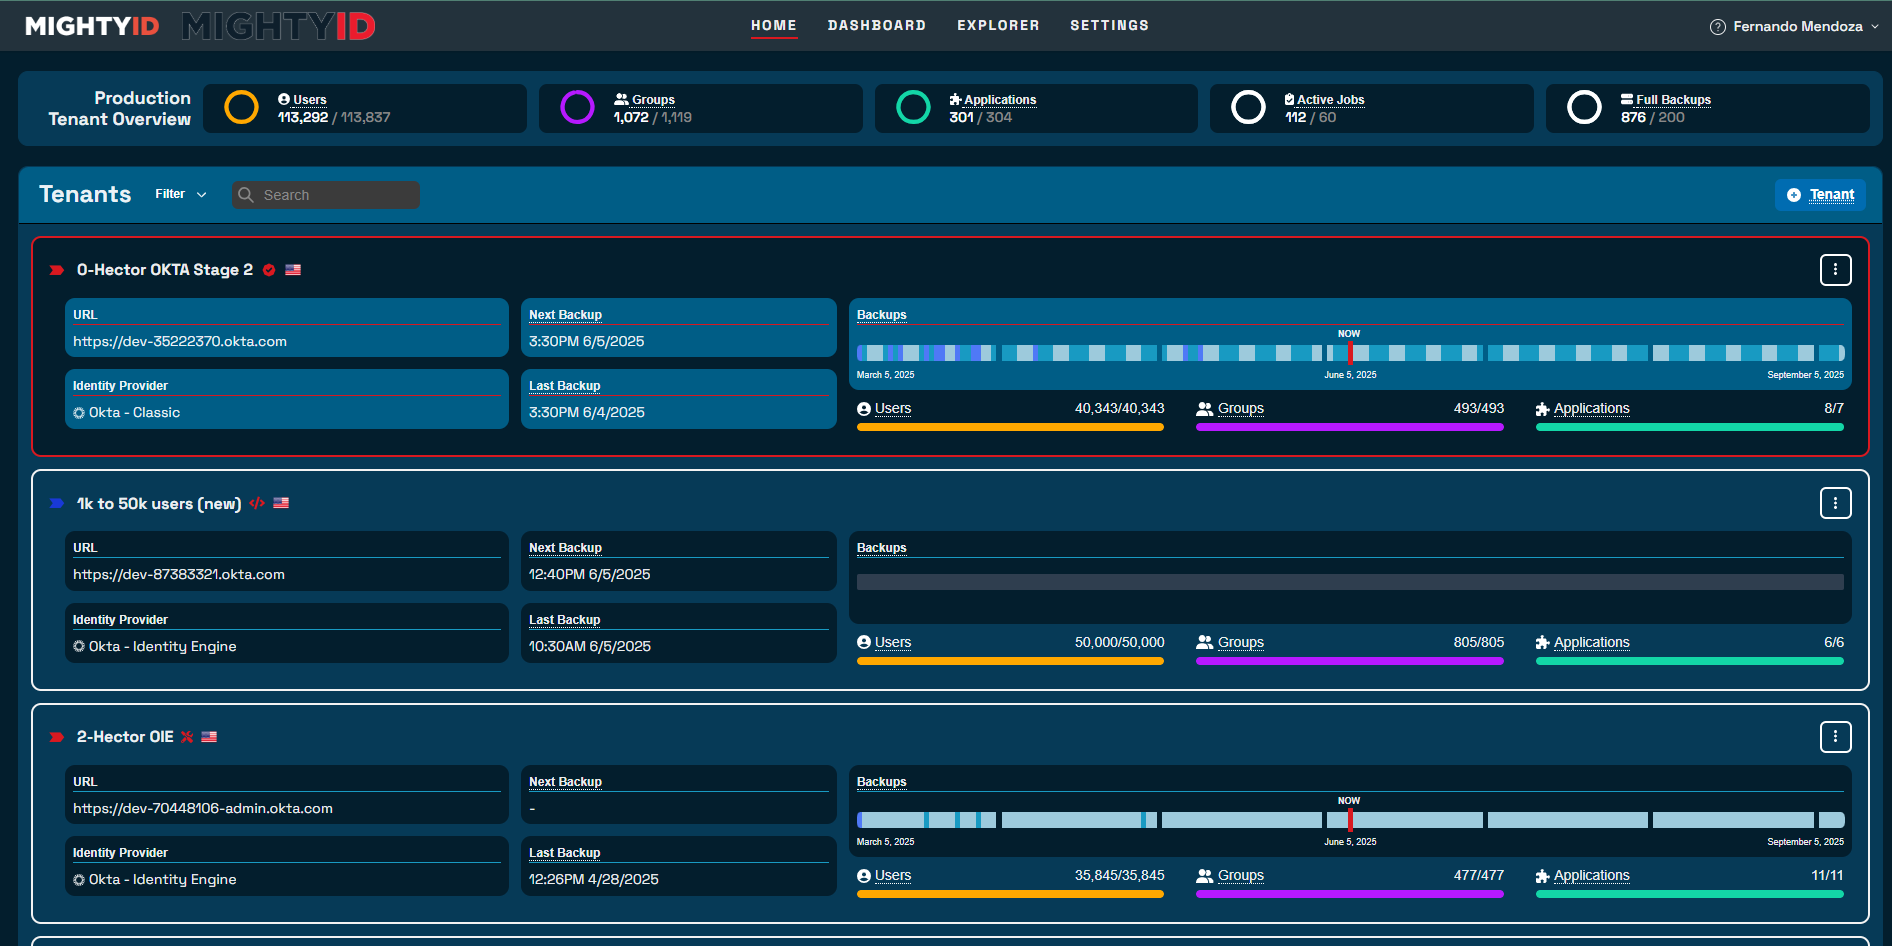 MIGHTYID MIGHTYID HOME DASHBOARD EXPLORER SETTINGS ? Fernando Mendoza
Production
Tenant Overview
Users
113,292 / 113,837
Groups
1,072 / 1,119
Applications
301 / 304
Active Jobs
112 / 60
Full Backups
876 / 200
Tenants Filter Search Tenant
0-Hector OKTA Stage 2
URL
https://dev-35222370.okta.com
Next Backup
3:30PM 6/5/2025
Identity Provider
Okta - Classic
Last Backup
3:30PM 6/4/2025
Backups
NOW
March 5, 2025 June 5, 2025 September 5, 2025
Users 40,343/40,343 Groups 493/493 Applications 8/7
1k to 50k users (new) </>
URL
https://dev-87383321.okta.com
Next Backup
12:40PM 6/5/2025
Identity Provider
Okta - Identity Engine
Last Backup
10:30AM 6/5/2025
Backups
Users 50,000/50,000 Groups 805/805 Applications 6/6
2-Hector OIE
URL
https://dev-70448106-admin.okta.com
Next Backup
-
Identity Provider
Okta - Identity Engine
Last Backup
12:26PM 4/28/2025
Backups
NOW
March 5, 2025 June 5, 2025 September 5, 2025
Users 35,845/35,845 Groups 477/477 Applications 11/11